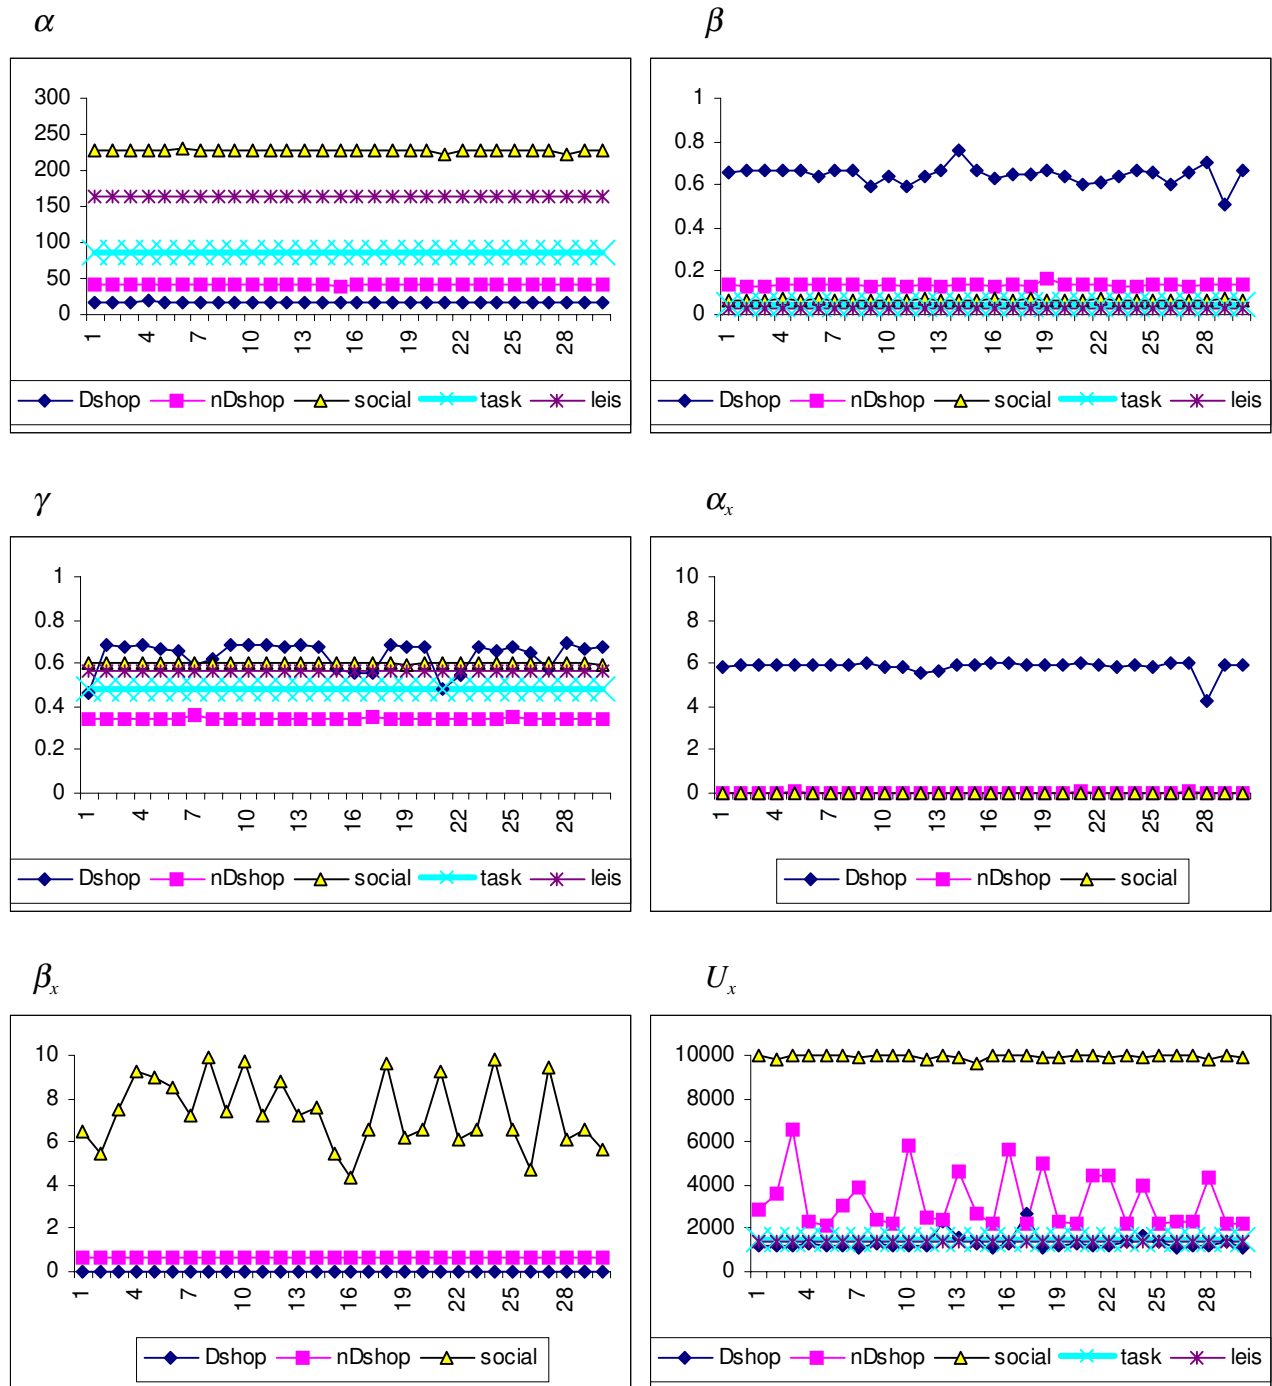 α
300
250
200
150
100
50
0
1 4 7 10 13 16 19 22 25 28
Dshop nDshop social task leis
β
1
0.8
0.6
0.4
0.2
0
1 4 7 10 13 16 19 22 25 28
Dshop nDshop social task leis
γ
1
0.8
0.6
0.4
0.2
0
1 4 7 10 13 16 19 22 25 28
Dshop nDshop social task leis
αx
10
8
6
4
2
0
1 4 7 10 13 16 19 22 25 28
Dshop nDshop social
βx
10
8
6
4
2
0
1 4 7 10 13 16 19 22 25 28
Dshop nDshop social
Ux
10000
8000
6000
4000
2000
0
1 4 7 10 13 16 19 22 25 28
Dshop nDshop social task leis